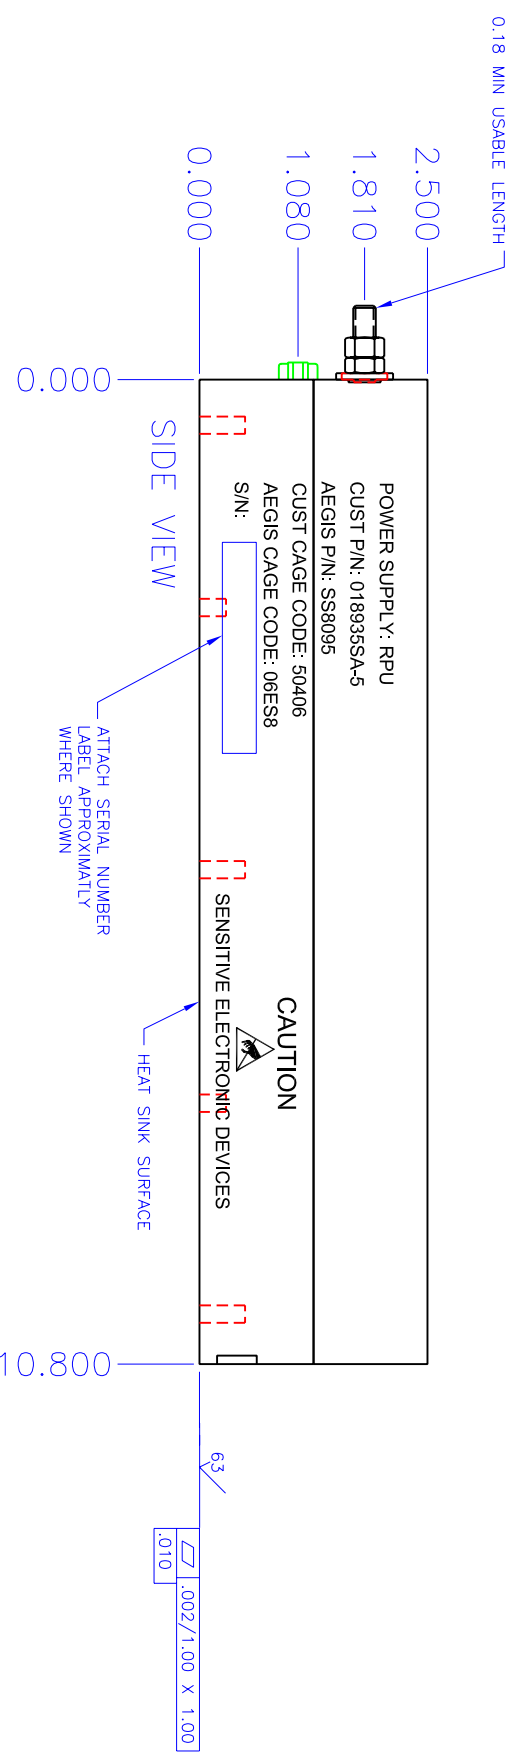 0.18 MIN USABLE LENGTH
2.500
1.810
1.080
0.000
0.000
10.800
POWER SUPPLY: RPU
CUST P/N: 018935SA-5
AEGIS P/N: SS8095
CUST CAGE CODE: 50406
AEGIS CAGE CODE: 06ES8
S/N:
CAUTION
SENSITIVE ELECTRONIC DEVICES
SIDE VIEW
ATTACH SERIAL NUMBER
LABEL APPROXIMATLY
WHERE SHOWN
HEAT SINK SURFACE
63
.002/1.00 X 1.00
.010